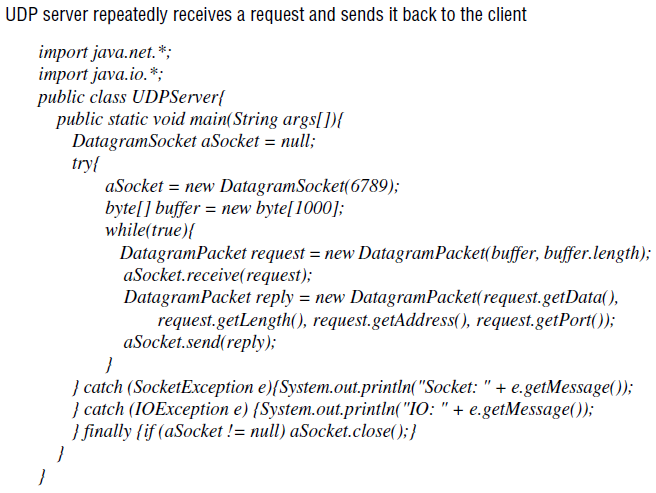 UDP server repeatedly receives a request and sends it back to the client
import java.net.*;
import java.io.*;
public class UDPServer{
public static void main(String args[]){
DatagramSocket aSocket = null;
try{
aSocket = new DatagramSocket(6789);
byte[] buffer = new byte[1000];
while(true){
DatagramPacket request = new DatagramPacket(buffer, buffer.length);
aSocket.receive(request);
DatagramPacket reply = new DatagramPacket(request.getData(),
request.getLength(), request.getAddress(), request.getPort());
aSocket.send(reply);
}
} catch (SocketException e){System.out.println("Socket: " + e.getMessage());
} catch (IOException e) {System.out.println("IO: " + e.getMessage());
} finally {if (aSocket != null) aSocket.close();}
}
}